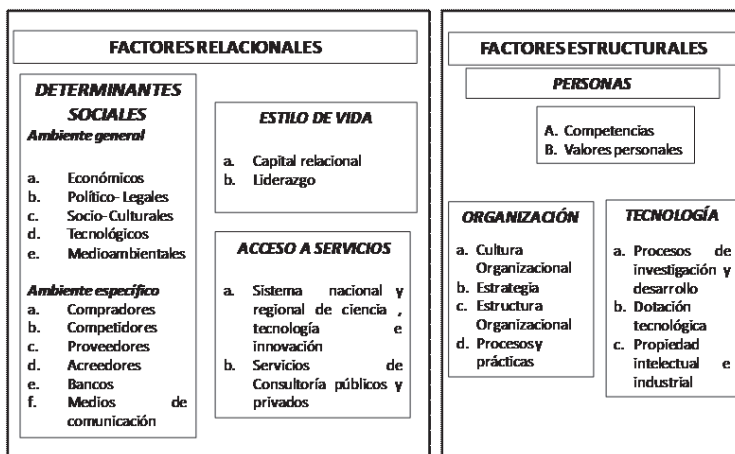 FACTORES RELACIONALES
DETERMINANTES
SOCIALES
Ambiente general
a. Económicos
b. Político- Legales
c. Socio- Culturales
d. Tecnológicos
e. Medioambientales
Ambiente específico
a. Compradores
b. Competidores
c. Proveedores
d. Acreedores
e. Bancos
f. Medios de
comunicación
ESTILO DE VIDA
a. Capital relacional
b. Liderazgo
ACCESO A SERVICIOS
a. Sistema nacional y
regional de ciencia ,
tecnología e
innovación
b. Servicios de
Consultoría públicos y
privados
FACTORES ESTRUCTURALES
PERSONAS
A. Competencias
B. Valores personales
ORGANIZACIÓN
a. Cultura
Organizacional
b. Estrategia
c. Estructura
Organizacional
d. Procesos y
prácticas
TECNOLOGÍA
a. Procesos de
investigación y
desarrollo
b. Dotación
tecnológica
c. Propiedad
intelectual e
industrial